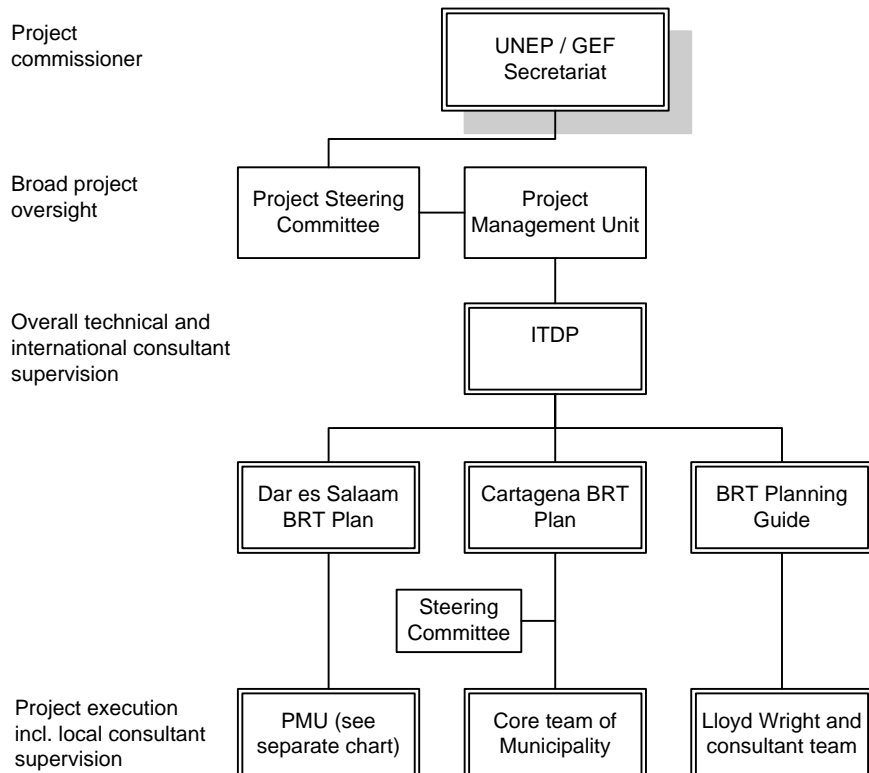 Project
commissioner
UNEP / GEF
Secretariat
Broad project
oversight
Project Steering
Committee
Project
Management Unit
Overall technical and
international consultant
supervision
ITDP
Dar es Salaam
BRT Plan
Cartagena BRT
Plan
BRT Planning
Guide
Steering
Committee
Project execution
incl. local consultant
supervision
PMU (see
separate chart)
Core team of
Municipality
Lloyd Wright and
consultant team